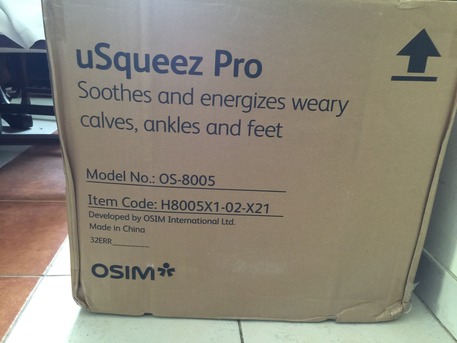 uSqueez Pro
Soothes and energizes weary
calves, ankles and feet
Model No.: OS-8005
Item Code: H8005X1-02-X21
Developed by OSIM International Ltd.
Made in China
32ERR________
OSIM